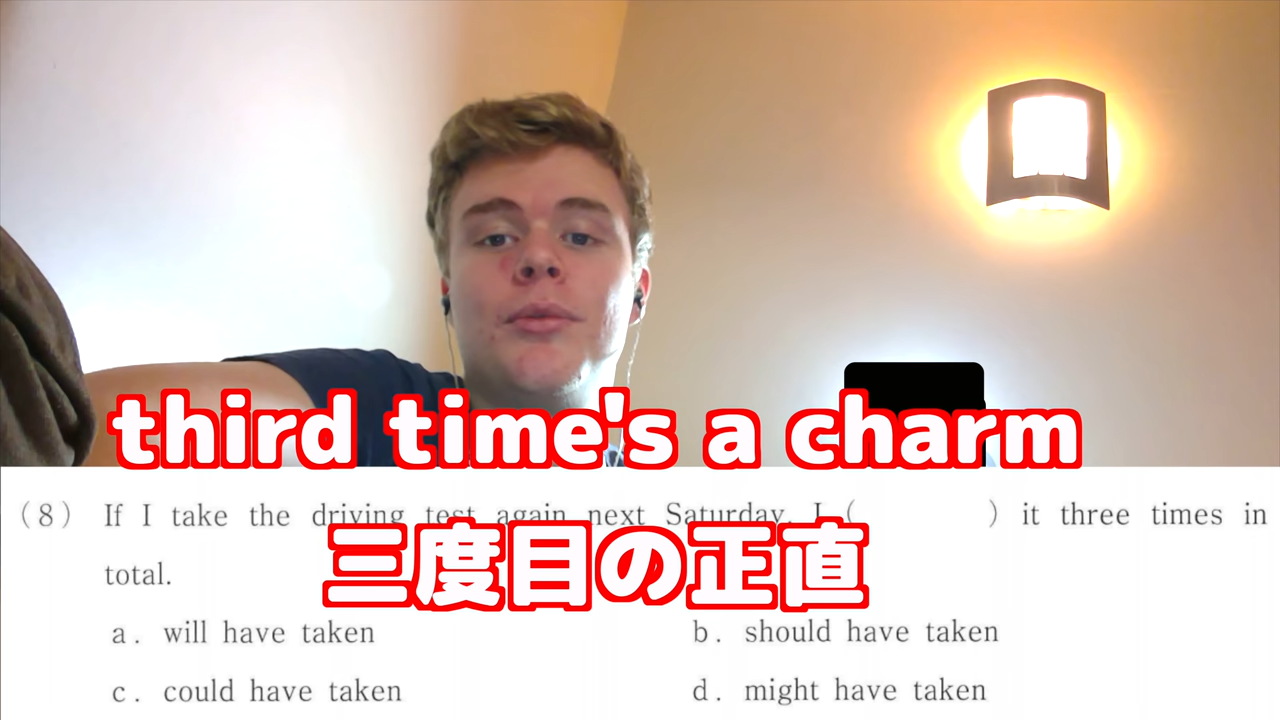 third time's a charm
(8) If I take the driving test again next Saturday, I ( ) it three times in
三度目の正直
total.
a. will have taken
b. should have taken
c. could have taken
d. might have taken